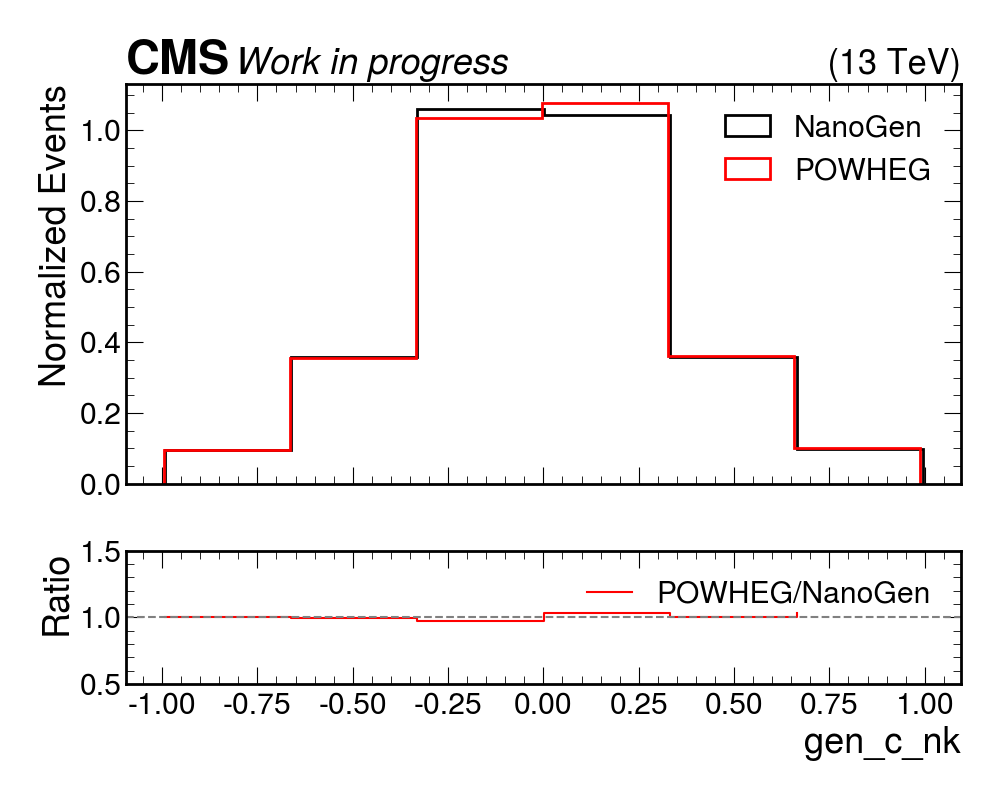 CMS Work in progress (13 TeV)
Normalized Events
1.0
0.8
0.6
0.4
0.2
0.0
NanoGen
POWHEG
Ratio
1.5
1.0
0.5
POWHEG/NanoGen
-1.00 -0.75 -0.50 -0.25 0.00 0.25 0.50 0.75 1.00
gen_c_nk